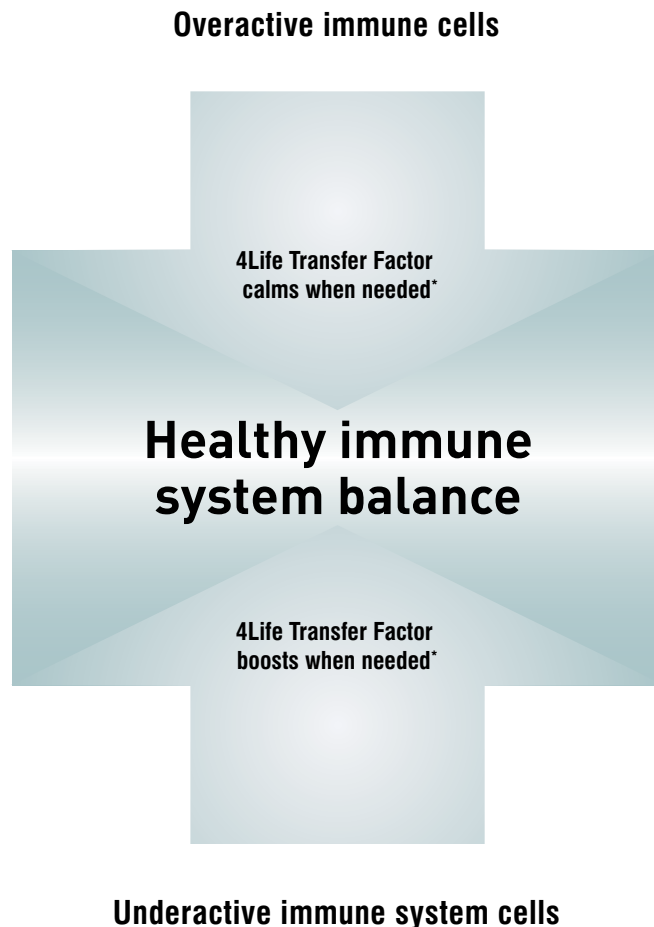 Overactive immune cells
4Life Transfer Factor
calms when needed*
Healthy immune
system balance
4Life Transfer Factor
boosts when needed*
Underactive immune system cells